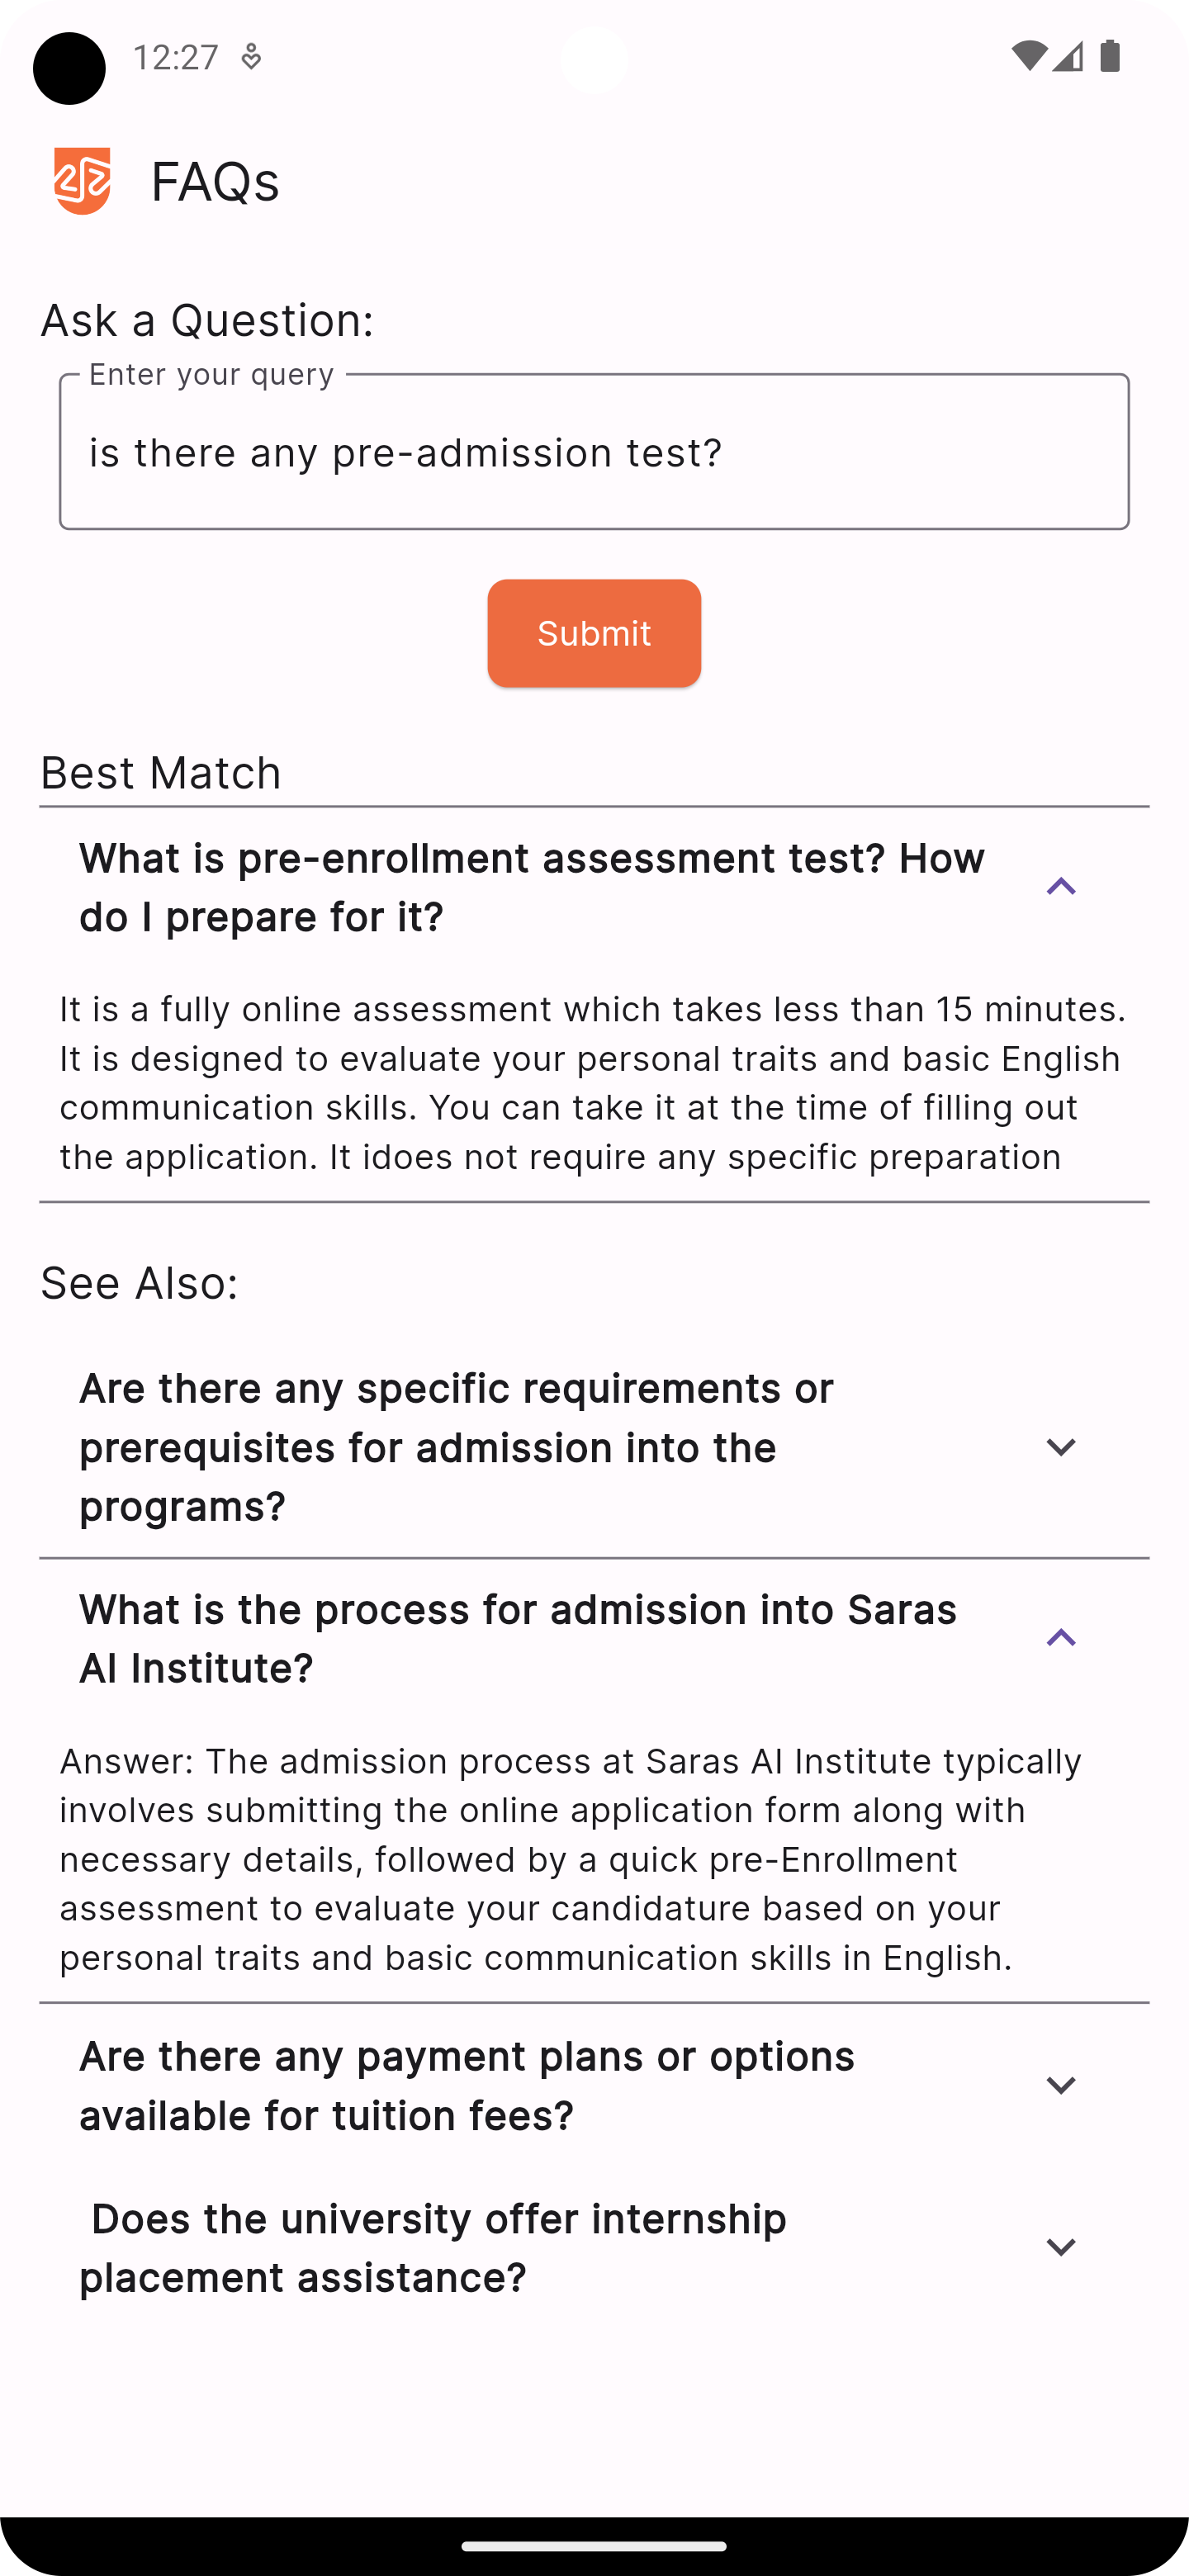 12:27
FAQs
Ask a Question:
Enter your query
is there any pre-admission test?
Submit
Best Match
What is pre-enrollment assessment test? How
do I prepare for it?
It is a fully online assessment which takes less than 15 minutes.
It is designed to evaluate your personal traits and basic English
communication skills. You can take it at the time of filling out
the application. It idoes not require any specific preparation
See Also:
Are there any specific requirements or
prerequisites for admission into the
programs?
What is the process for admission into Saras
AI Institute?
Answer: The admission process at Saras AI Institute typically
involves submitting the online application form along with
necessary details, followed by a quick pre-Enrollment
assessment to evaluate your candidature based on your
personal traits and basic communication skills in English.
Are there any payment plans or options
available for tuition fees?
Does the university offer internship
placement assistance?